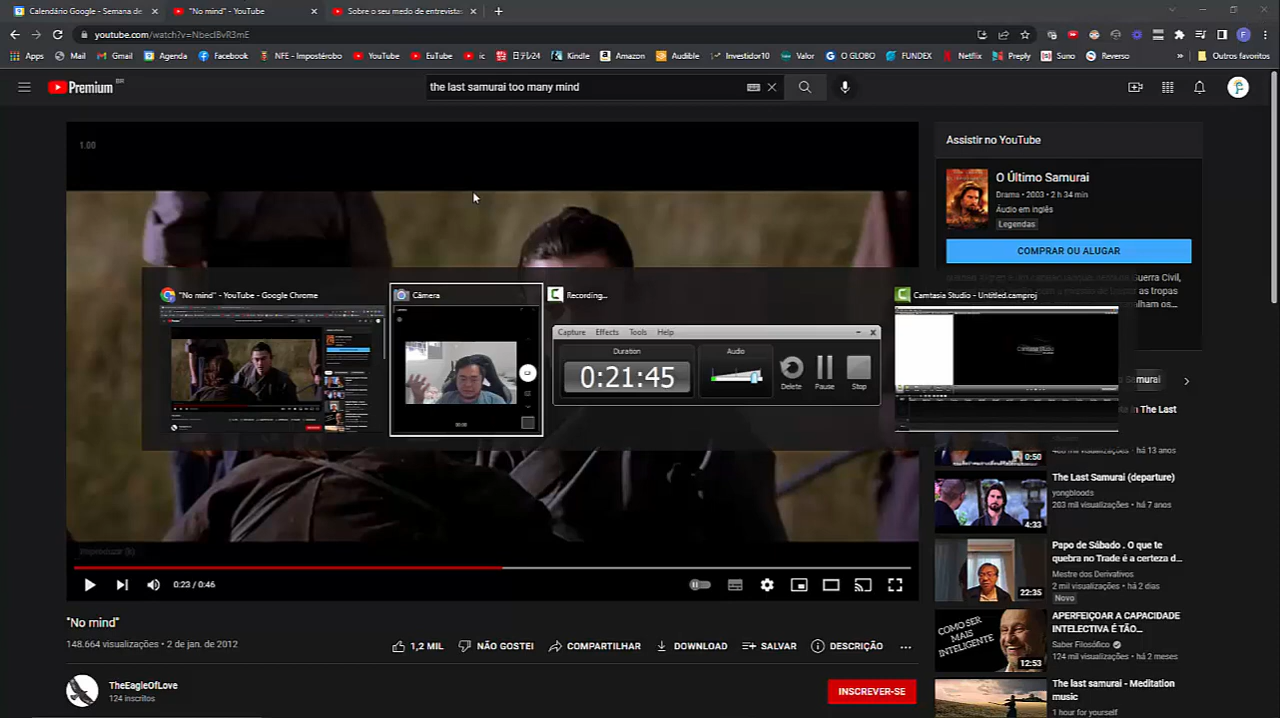 Calendário Google - Semana de
"No mind" - YouTube
Sobre o seu medo de entrevistas
youtube.com/watch?v=NbecIBvR3mE
Apps
Mail
Gmail
Agenda
Facebook
NFE - Impostérobo
YouTube
EuTube
ic
Kindle
Amazon
Audible
Investidor10
Valor
O GLOBO
FUNDEX
Netflix
Preply
Suno
Reverso
»
Outros favoritos
Premium BR
the last samurai too many mind
1.00
Assistir no YouTube
O Último Samurai
Drama • 2003 • 2 h 34 min
Áudio em inglês
Legendas
COMPRAR OU ALUGAR
Guerra Civil,
as tropas
"No mind" - YouTube - Google Chrome
Câmera
Recording...
Camtasia Studio - Untitled.camproj
Capture Effects Tools Help
Duration
0:21:45
Audio
Delete
Pause
Stop
Samurai
in The Last
há 13 anos
0:50
The Last Samurai (departure)
yongbloods
203 mil visualizações • há 7 anos
4:33
Papo de Sábado . O que te
quebra no Trade é a certeza d...
Mestre dos Derivativos
2 mil visualizações • há 2 dias
Novo
22:35
COMO SER
MAIS
INTELIGENTE
APERFEIÇOAR A CAPACIDADE
INTELECTIVA É TÃO...
Saber Filosófico
124 mil visualizações • há 2 meses
12:53
The last samurai - Meditation
music
1 hour for yourself
Reproduzir (k)
0:23 / 0:46
"No mind"
148.664 visualizações • 2 de jan. de 2012
1,2 MIL
NÃO GOSTEI
COMPARTILHAR
DOWNLOAD
SALVAR
DESCRIÇÃO
...
TheEagleOfLove
124 inscritos
INSCREVER-SE